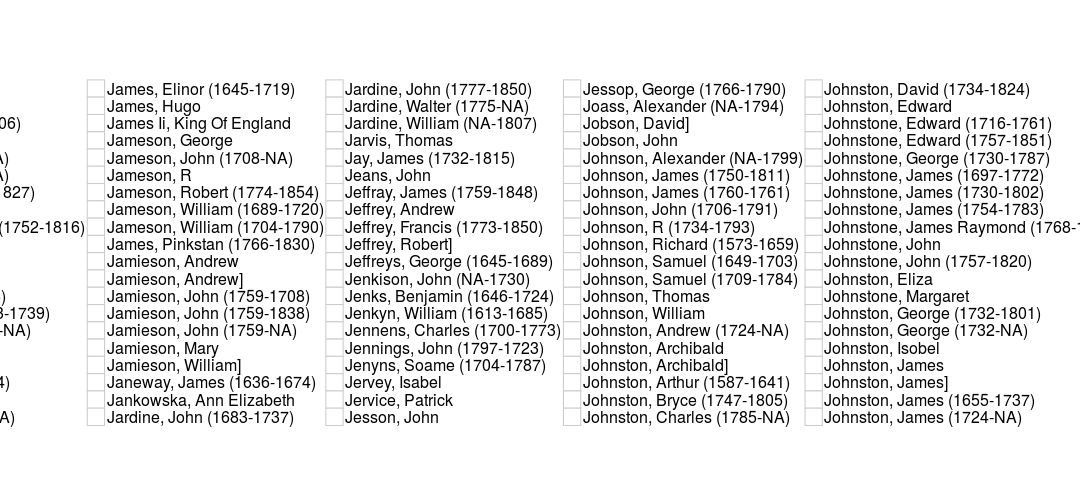 06)
A)
A)
827)
(1752-1816)
)
3-1739)
-NA)
4)
A)
James, Elinor (1645-1719)
James, Hugo
James Ii, King Of England
Jameson, George
Jameson, John (1708-NA)
Jameson, R
Jameson, Robert (1774-1854)
Jameson, William (1689-1720)
Jameson, William (1704-1790)
James, Pinkstan (1766-1830)
Jamieson, Andrew
Jamieson, Andrew]
Jamieson, John (1759-1708)
Jamieson, John (1759-1838)
Jamieson, John (1759-NA)
Jamieson, Mary
Jamieson, William]
Janeway, James (1636-1674)
Jankowska, Ann Elizabeth
Jardine, John (1683-1737)
Jardine, John (1777-1850)
Jardine, Walter (1775-NA)
Jardine, William (NA-1807)
Jarvis, Thomas
Jay, James (1732-1815)
Jeans, John
Jeffray, James (1759-1848)
Jeffrey, Andrew
Jeffrey, Francis (1773-1850)
Jeffrey, Robert]
Jeffreys, George (1645-1689)
Jenkison, John (NA-1730)
Jenks, Benjamin (1646-1724)
Jenkyn, William (1613-1685)
Jennens, Charles (1700-1773)
Jennings, John (1797-1723)
Jenyns, Soame (1704-1787)
Jervey, Isabel
Jervice, Patrick
Jesson, John
Jessop, George (1766-1790)
Joass, Alexander (NA-1794)
Jobson, David]
Jobson, John
Johnson, Alexander (NA-1799)
Johnson, James (1750-1811)
Johnson, James (1760-1761)
Johnson, John (1706-1791)
Johnson, R (1734-1793)
Johnson, Richard (1573-1659)
Johnson, Samuel (1649-1703)
Johnson, Samuel (1709-1784)
Johnson, Thomas
Johnson, William
Johnston, Andrew (1724-NA)
Johnston, Archibald
Johnston, Archibald]
Johnston, Arthur (1587-1641)
Johnston, Bryce (1747-1805)
Johnston, Charles (1785-NA)
Johnston, David (1734-1824)
Johnston, Edward
Johnstone, Edward (1716-1761)
Johnstone, Edward (1757-1851)
Johnstone, George (1730-1787)
Johnstone, James (1697-1772)
Johnstone, James (1730-1802)
Johnstone, James (1754-1783)
Johnstone, James Raymond (1768-1
Johnstone, John
Johnstone, John (1757-1820)
Johnston, Eliza
Johnstone, Margaret
Johnston, George (1732-1801)
Johnston, George (1732-NA)
Johnston, Isobel
Johnston, James
Johnston, James]
Johnston, James (1655-1737)
Johnston, James (1724-NA)